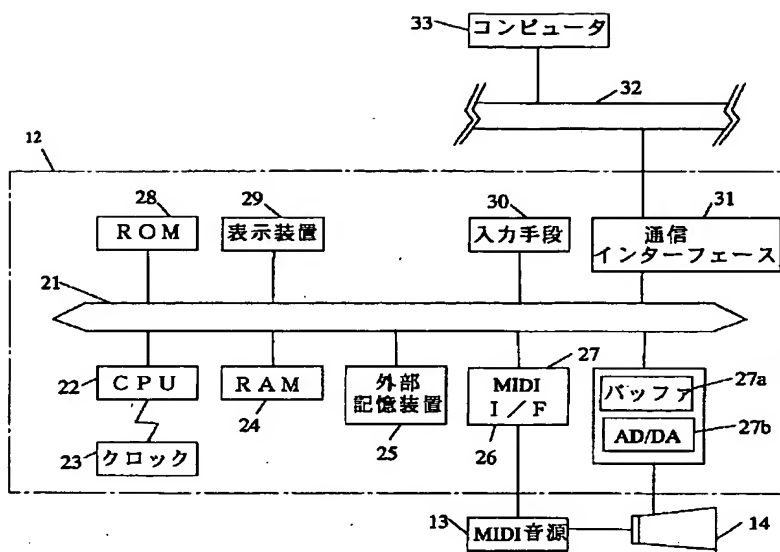 33
コンピュータ
32
12
28
ROM
29
表示装置
30
入力手段
31
通信
インターフェース
21
22
CPU
23
クロック
RAM
24
外部
記憶装置
25
27
MIDI
I/F
26
バッファ
27a
AD/DA
27b
13
MIDI音源
14